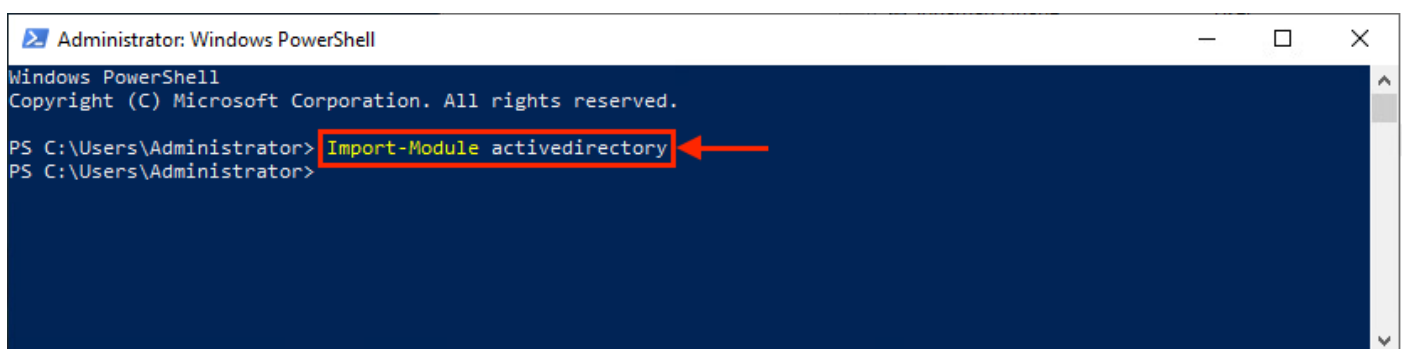 Administrator: Windows PowerShell
Windows PowerShell
Copyright (C) Microsoft Corporation. All rights reserved.
PS C:\Users\Administrator> Import-Module activedirectory
PS C:\Users\Administrator>